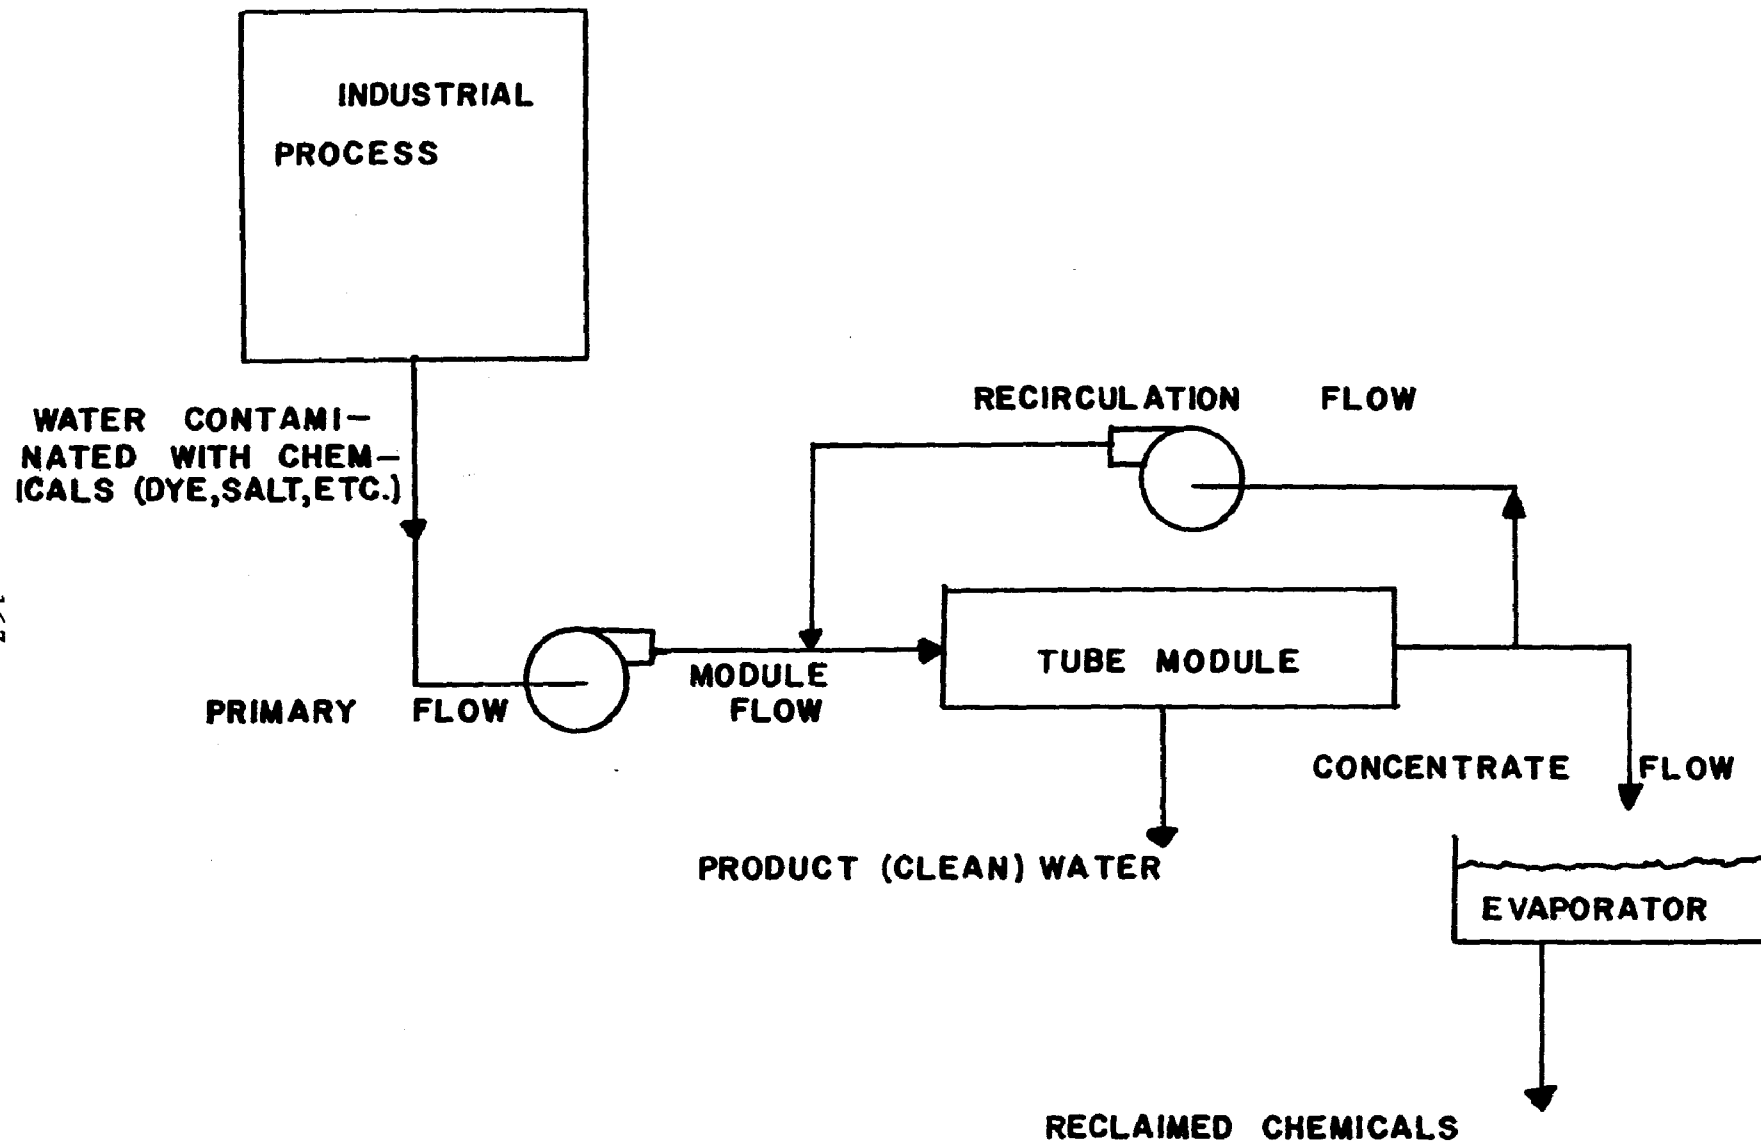 INDUSTRIAL
PROCESS
WATER CONTAMI-
NATED WITH CHEM-
ICALS (DYE,SALT,ETC.)
RECIRCULATION FLOW
PRIMARY FLOW
MODULE
FLOW
TUBE MODULE
CONCENTRATE FLOW
PRODUCT (CLEAN) WATER
EVAPORATOR
RECLAIMED CHEMICALS